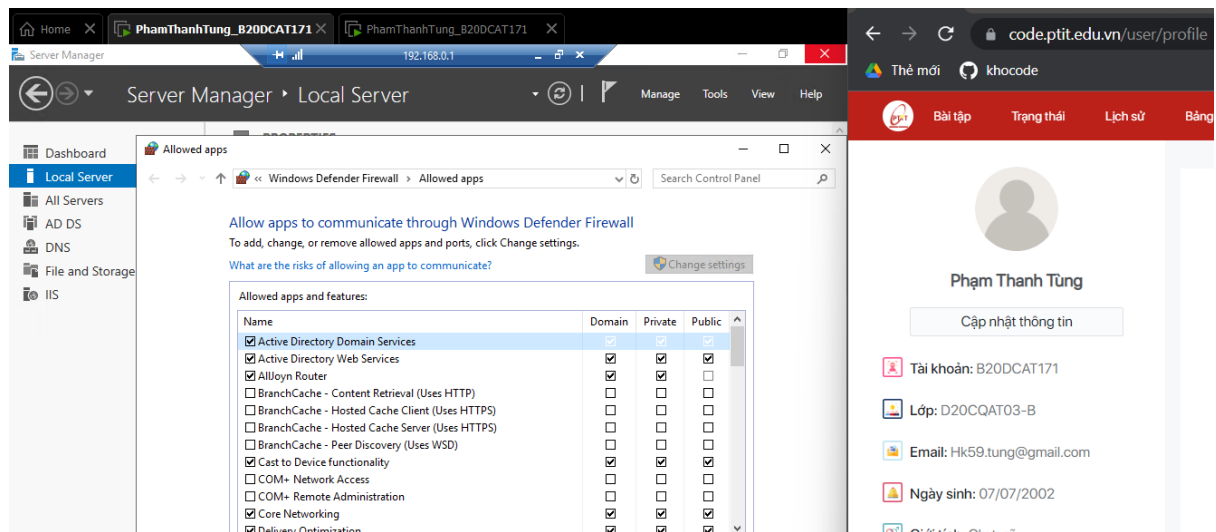 Home
PhamThanhTung_B20DCAT171
PhamThanhTung_B20DCAT171
Server Manager
192.168.0.1
Server Manager • Local Server
Manage Tools View Help
Dashboard
Local Server
All Servers
AD DS
DNS
File and Storage
IIS
Allowed apps
« Windows Defender Firewall > Allowed apps
Search Control Panel
Allow apps to communicate through Windows Defender Firewall
To add, change, or remove allowed apps and ports, click Change settings.
What are the risks of allowing an app to communicate?
Change settings
Allowed apps and features:
Name Domain Private Public
Active Directory Domain Services
Active Directory Web Services
AllJoyn Router
BranchCache - Content Retrieval (Uses HTTP)
BranchCache - Hosted Cache Client (Uses HTTPS)
BranchCache - Hosted Cache Server (Uses HTTPS)
BranchCache - Peer Discovery (Uses WSD)
Cast to Device functionality
COM+ Network Access
COM+ Remote Administration
Core Networking
Delivery Optimization
code.ptit.edu.vn/user/profile
Thẻ mới khocode
Bài tập Trạng thái Lịch sử Bảng
Phạm Thanh Tùng
Cập nhật thông tin
Tài khoản: B20DCAT171
Lớp: D20CQAT03-B
Email: Hk59.tung@gmail.com
Ngày sinh: 07/07/2002